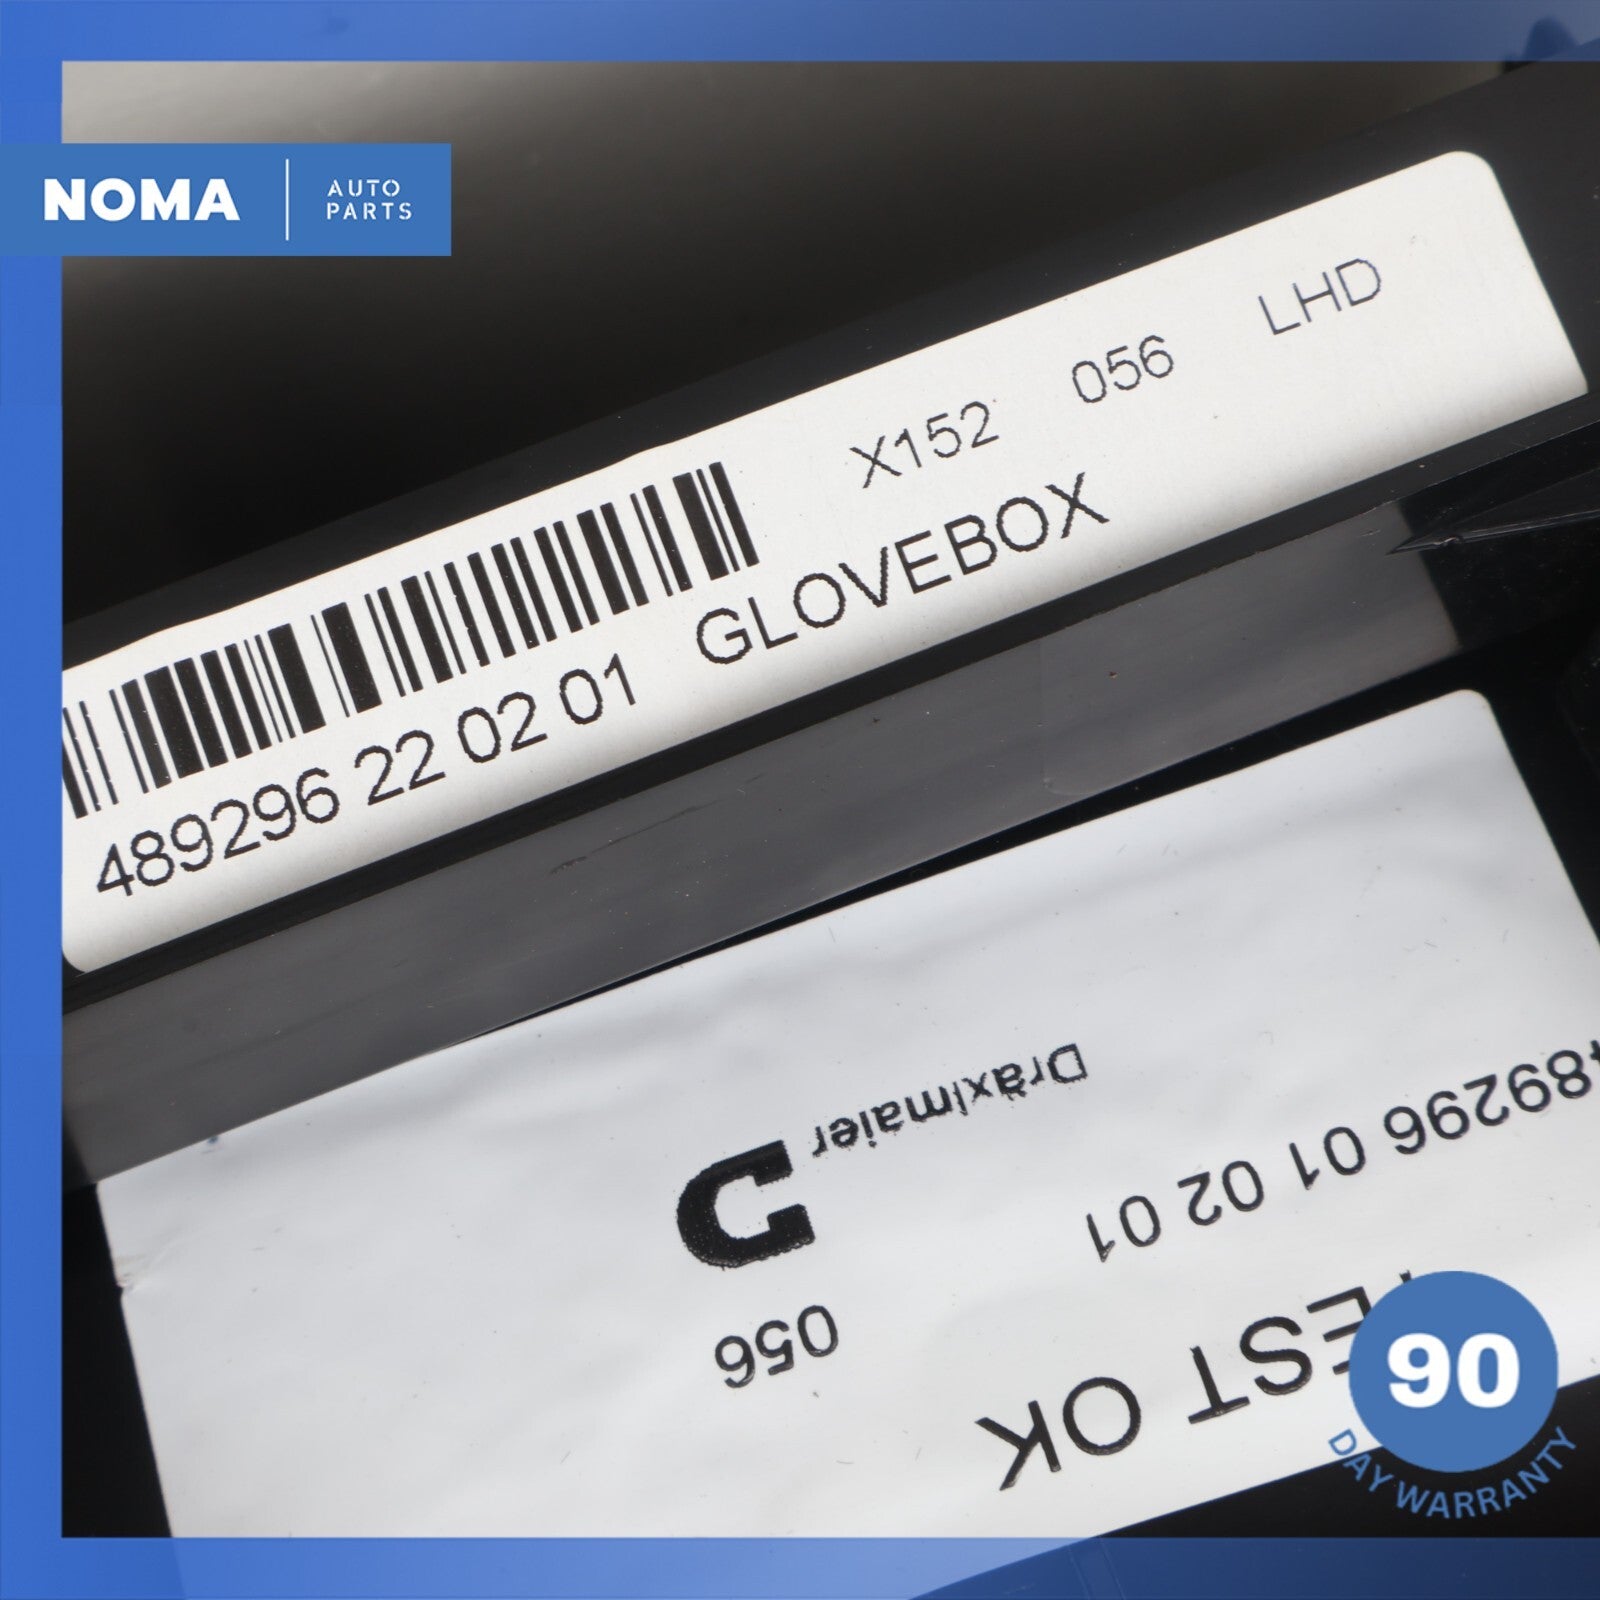 NOMA
AUTO
PARTS
X152 056 LHD
489296 22 02 01 GLOVEBOX
Dräxlmaier
89296 01 02 01
056
TEST OK
90
DAY WARRANTY